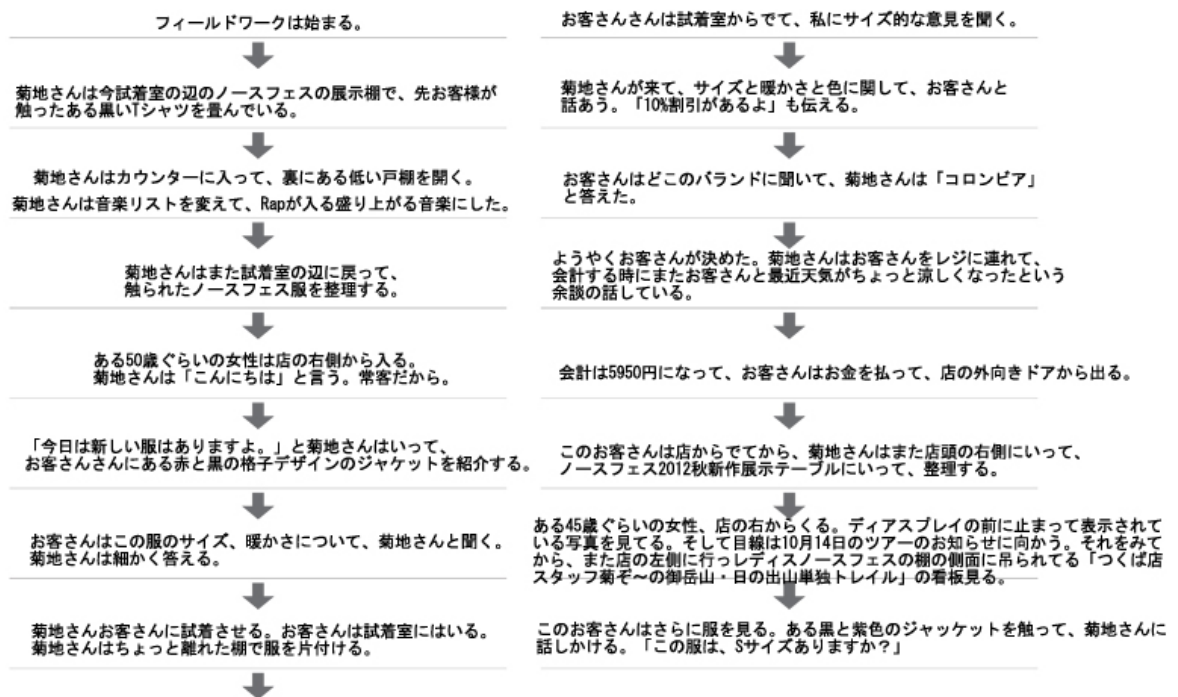 フィールドワークは始まる。
菊地さんは今試着室の辺のノースフェスの展示棚で、先お客様が
触ったある黒いTシャツを畳んでいる。
菊地さんはカウンターに入って、裏にある低い戸棚を開く。
菊地さんは音楽リストを変えて、Rapが入る盛り上がる音楽にした。
菊地さんはまた試着室の辺に戻って、
触られたノースフェス服を整理する。
ある50歳ぐらいの女性は店の右側から入る。
菊地さんは「こんにちは」と言う。常客だから。
「今日は新しい服はありますよ。」と菊地さんはいって、
お客さんさんにある赤と黒の格子デザインのジャケットを紹介する。
お客さんはこの服のサイズ、暖かさについて、菊地さんと聞く。
菊地さんは細かく答える。
菊地さんお客さんに試着させる。お客さんは試着室にはいる。
菊地さんはちょっと離れた棚で服を片付ける。
お客さんさんは試着室からでて、私にサイズ的な意見を聞く。
菊地さんが来て、サイズと暖かさと色に関して、お客さんと
話あう。「10%割引があるよ」も伝える。
お客さんはどこのバランドに聞いて、菊地さんは「コロンビア」
と答えた。
ようやくお客さんが決めた。菊地さんはお客さんをレジに連れて、
会計する時にまたお客さんと最近天気がちょっと涼しくなったという
余談の話している。
会計は5950円になって、お客さんはお金を払って、店の外向きドアから出る。
このお客さんは店からでてから、菊地さんはまた店頭の右側にいって、
ノースフェス2012秋新作展示テーブルにいって、整理する。
ある45歳ぐらいの女性、店の右からくる。ディアスプレイの前に止まって表示されて
いる写真を見てる。そして目線は10月14日のツアーのお知らせに向かう。それをみて
から、また店の左側に行っレディスノースフェスの棚の側面に吊られてる「つくば店
スタッフ菊ぞ～の御岳山・日の出山単独トレイル」の看板見る。
このお客さんはさらに服を見る。ある黒と紫色のジャッケットを触って、菊地さんに
話しかける。「この服は、Sサイズありますか？」